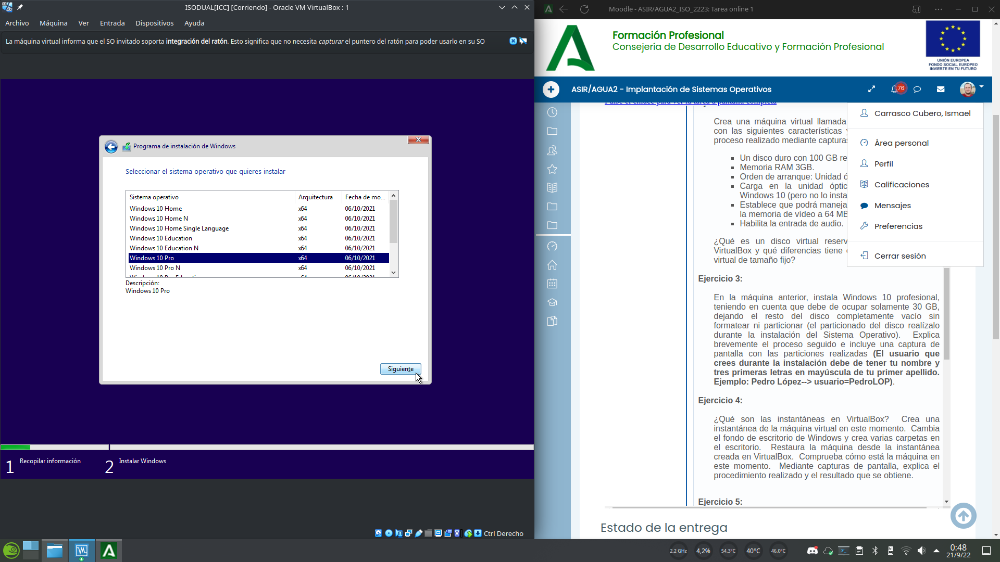 ISODUAL[ICC] [Corriendo] - Oracle VM VirtualBox : 1
Archivo Máquina Ver Entrada Dispositivos Ayuda
La máquina virtual informa que el SO invitado soporta integración del ratón. Esto significa que no necesita capturar el puntero del ratón para poder usarlo en su SO
Programa de instalación de Windows
Seleccionar el sistema operativo que quieres instalar
Sistema operativo Arquitectura Fecha de mo...
Windows 10 Home x64 06/10/2021
Windows 10 Home N x64 06/10/2021
Windows 10 Home Single Language x64 06/10/2021
Windows 10 Education x64 06/10/2021
Windows 10 Education N x64 06/10/2021
Windows 10 Pro x64 06/10/2021
Windows 10 Pro N x64 06/10/2021
Descripción:
Windows 10 Pro
Siguiente
1 Recopilar información 2 Instalar Windows
Ctrl Derecho
Moodle - ASIR/AGUA2_ISO_2223: Tarea online 1
Formación Profesional
Consejería de Desarrollo Educativo y Formación Profesional
UNIÓN EUROPEA
FONDO SOCIAL EUROPEO
INVIERTE EN TU FUTURO
ASIR/AGUA2 - Implantación de Sistemas Operativos
76
Pulse el enlace para ver la tarea a pantalla completa
Carrasco Cubero, Ismael
Área personal
Perfil
Calificaciones
Mensajes
Preferencias
Cerrar sesión
Crea una máquina virtual llamada
con las siguientes características
proceso realizado mediante capturas
Un disco duro con 100 GB re
Memoria RAM 3GB.
Orden de arranque: Unidad ó
Carga en la unidad óptic
Windows 10 (pero no lo insta
Establece que podrá maneja
la memoria de vídeo a 64 MB
Habilita la entrada de audio.
¿Qué es un disco virtual reserv
VirtualBox y qué diferencias tiene
virtual de tamaño fijo?
Ejercicio 3:
En la máquina anterior, instala Windows 10 profesional,
teniendo en cuenta que debe de ocupar solamente 30 GB,
dejando el resto del disco completamente vacío sin
formatear ni particionar (el particionado del disco realízalo
durante la instalación del Sistema Operativo). Explica
brevemente el proceso seguido e incluye una captura de
pantalla con las particiones realizadas (El usuario que
crees durante la instalación debe de tener tu nombre y
tres primeras letras en mayúscula de tu primer apellido.
Ejemplo: Pedro López--> usuario=PedroLOP).
Ejercicio 4:
¿Qué son las instantáneas en VirtualBox? Crea una
instantánea de la máquina virtual en este momento. Cambia
el fondo de escritorio de Windows y crea varias carpetas en
el escritorio. Restaura la máquina desde la instantánea
creada en VirtualBox. Comprueba cómo está la máquina en
este momento. Mediante capturas de pantalla, explica el
procedimiento realizado y el resultado que se obtiene.
Ejercicio 5:
Estado de la entrega
2,2 GHz 4,2% 54,3°C 40°C 46,0°C
0:48
21/9/22